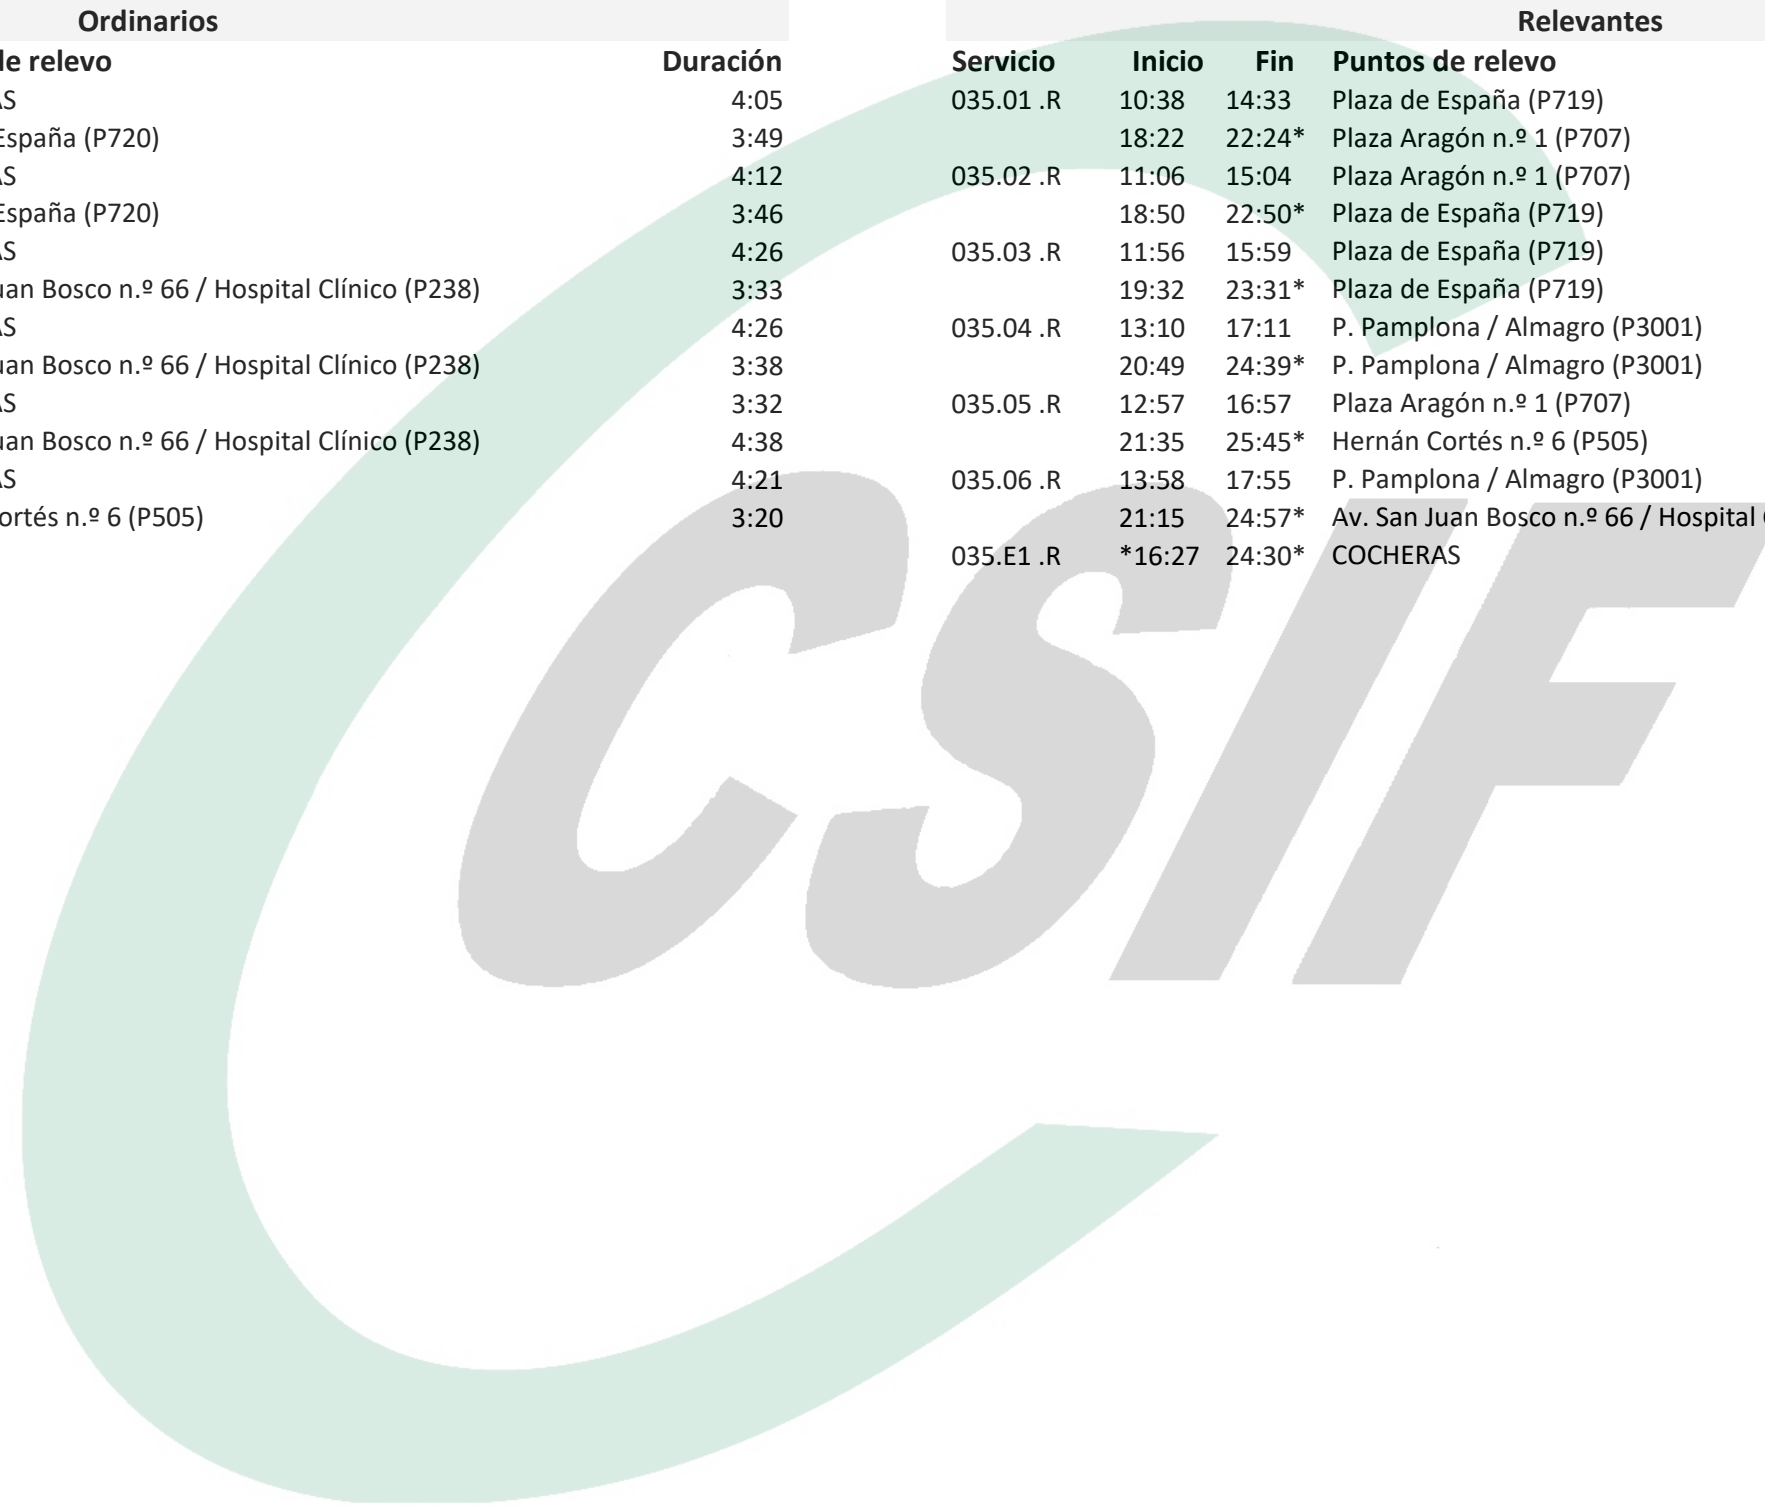 Ordinarios Relevantes
de relevo Duración Servicio Inicio Fin Puntos de relevo
AS 4:05 035.01 .R 10:38 14:33 Plaza de España (P719)
España (P720) 3:49 18:22 22:24* Plaza Aragón n.º 1 (P707)
AS 4:12 035.02 .R 11:06 15:04 Plaza Aragón n.º 1 (P707)
España (P720) 3:46 18:50 22:50* Plaza de España (P719)
AS 4:26 035.03 .R 11:56 15:59 Plaza de España (P719)
uan Bosco n.º 66 / Hospital Clínico (P238) 3:33 19:32 23:31* Plaza de España (P719)
AS 4:26 035.04 .R 13:10 17:11 P. Pamplona / Almagro (P3001)
uan Bosco n.º 66 / Hospital Clínico (P238) 3:38 20:49 24:39* P. Pamplona / Almagro (P3001)
AS 3:32 035.05 .R 12:57 16:57 Plaza Aragón n.º 1 (P707)
uan Bosco n.º 66 / Hospital Clínico (P238) 4:38 21:35 25:45* Hernán Cortés n.º 6 (P505)
AS 4:21 035.06 .R 13:58 17:55 P. Pamplona / Almagro (P3001)
ortés n.º 6 (P505) 3:20 21:15 24:57* Av. San Juan Bosco n.º 66 / Hospital
035.E1 .R *16:27 24:30* COCHERAS
CSIF